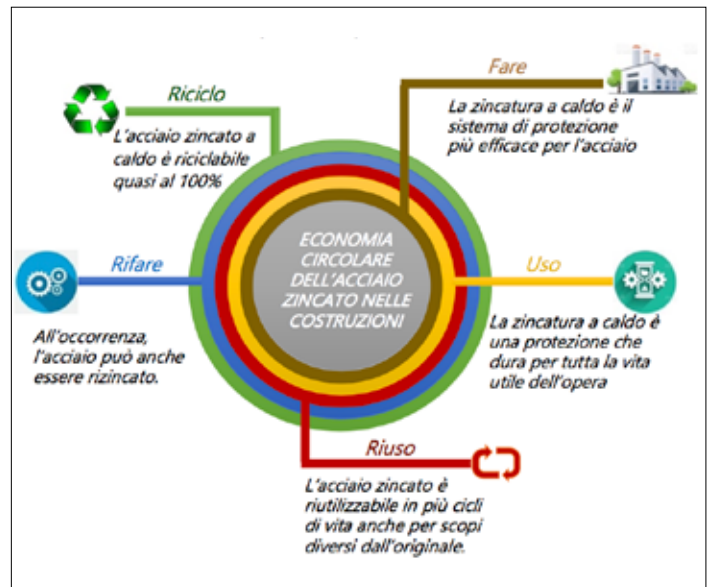 Fare
La zincatura a caldo è il
sistema di protezione
più efficace per l'acciaio
Riciclo
L'acciaio zincato a
caldo è riciclabile
quasi al 100%
ECONOMIA
CIRCOLARE
DELL'ACCIAIO
ZINCATO NELLE
COSTRUZIONI
Uso
La zincatura a caldo è
una protezione che
dura per tutta la vita
utile dell'opera
Rifare
All'occorrenza,
l'acciaio può anche
essere rizincato.
Riuso
L'acciaio zincato è
riutilizzabile in più cicli
di vita anche per scopi
diversi dall'originale.